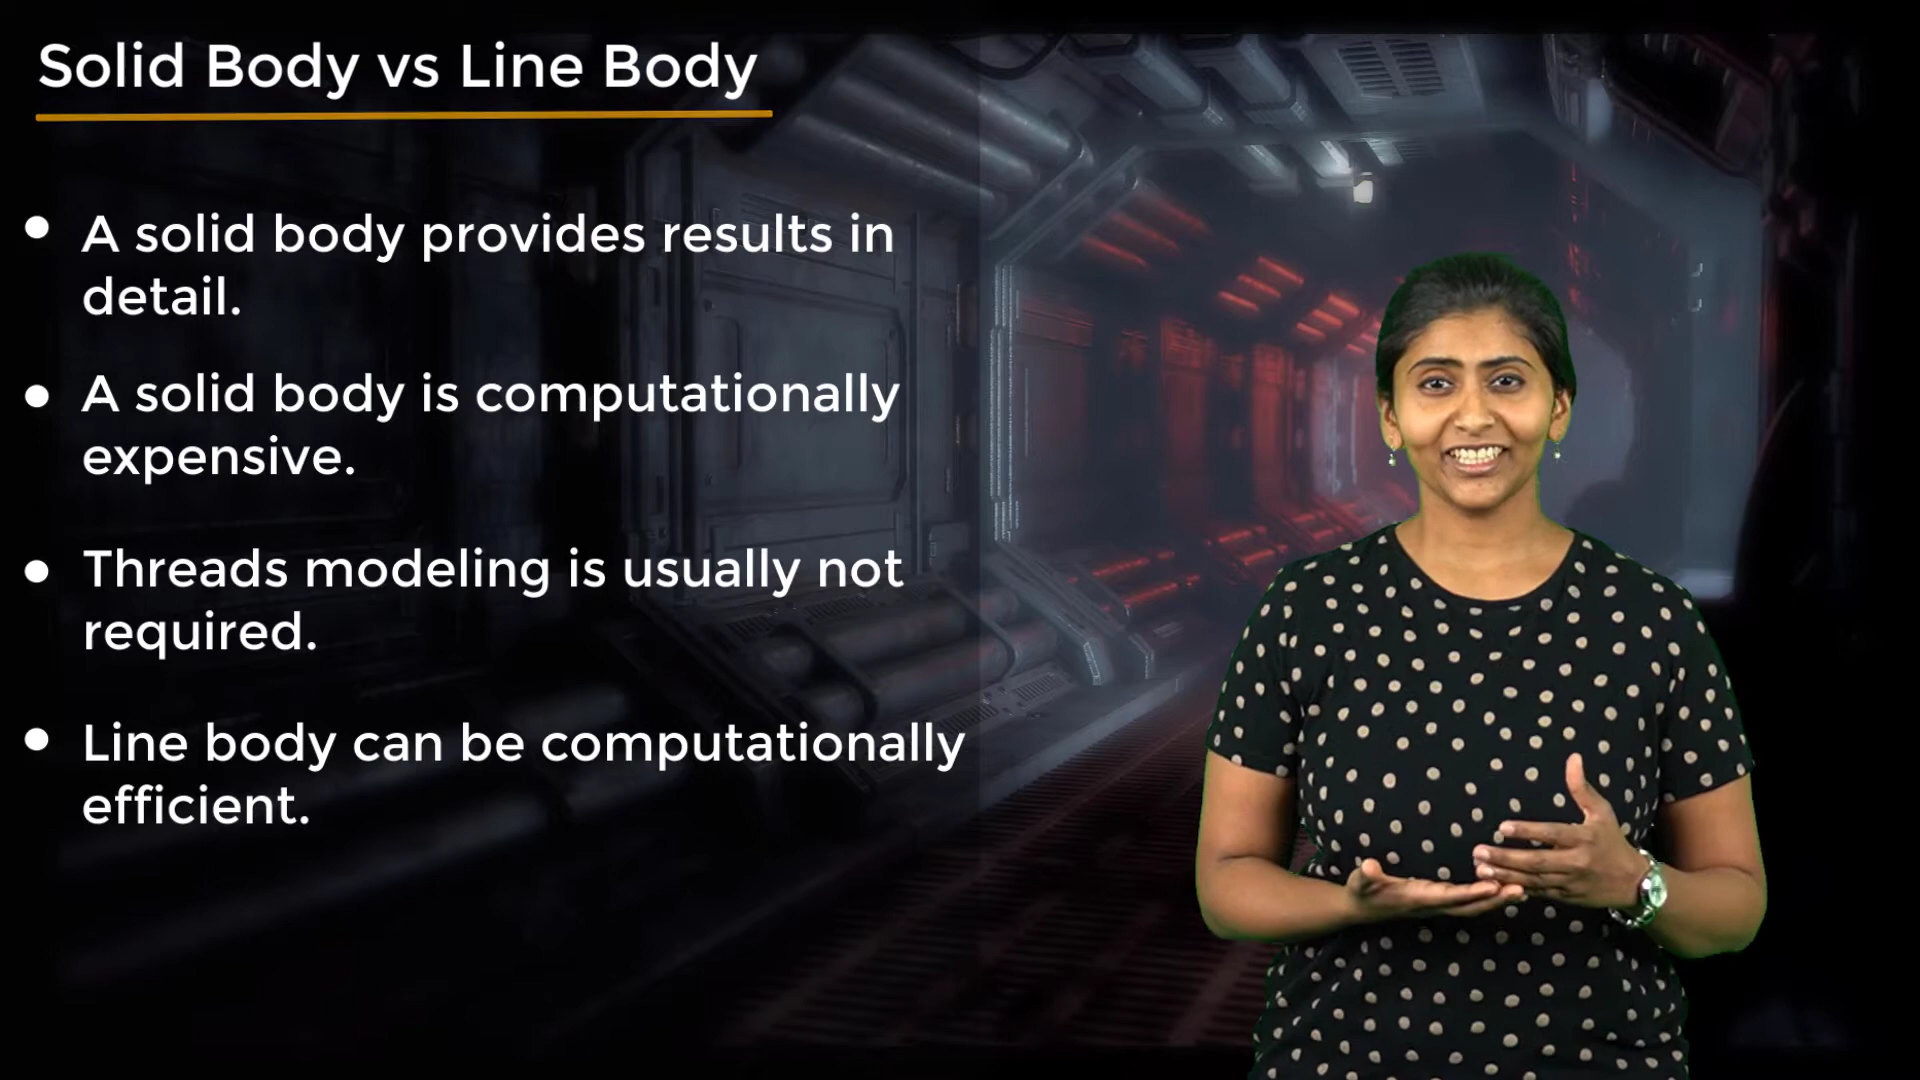 Solid Body vs Line Body
A solid body provides results in
detail.
A solid body is computationally
expensive.
Threads modeling is usually not
required.
Line body can be computationally
efficient.